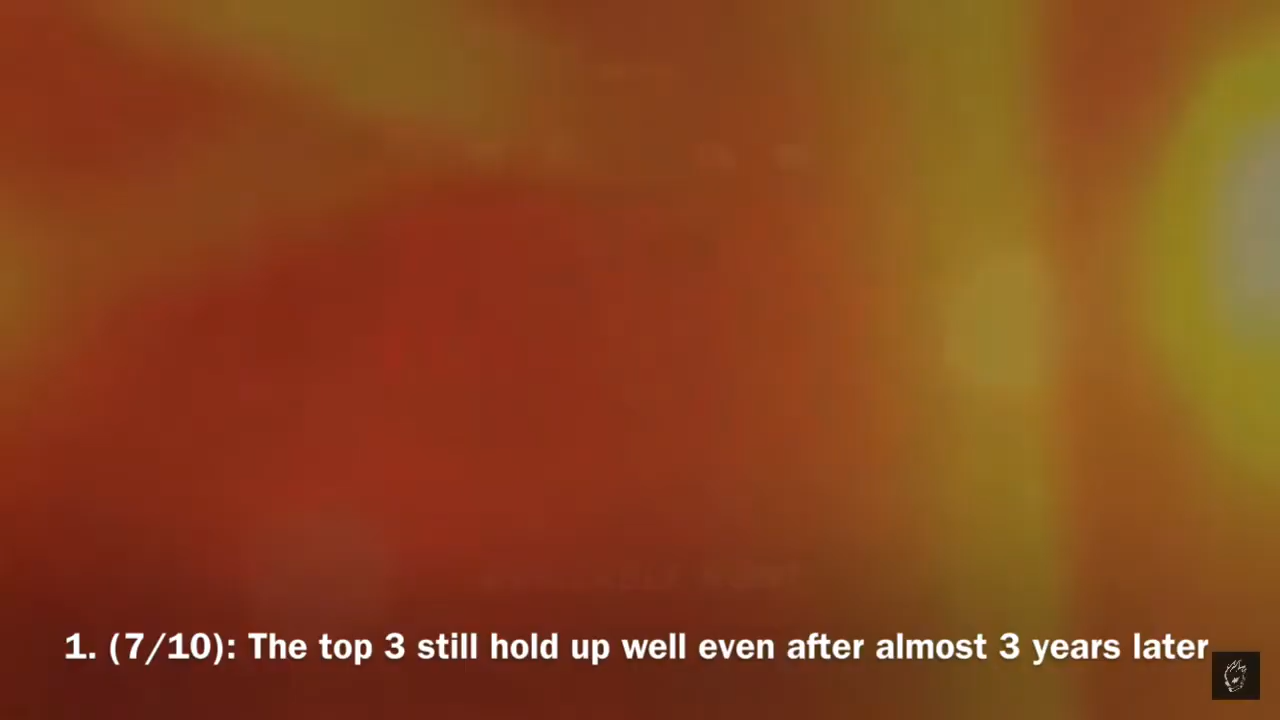 1. (7/10): The top 3 still hold up well even after almost 3 years later